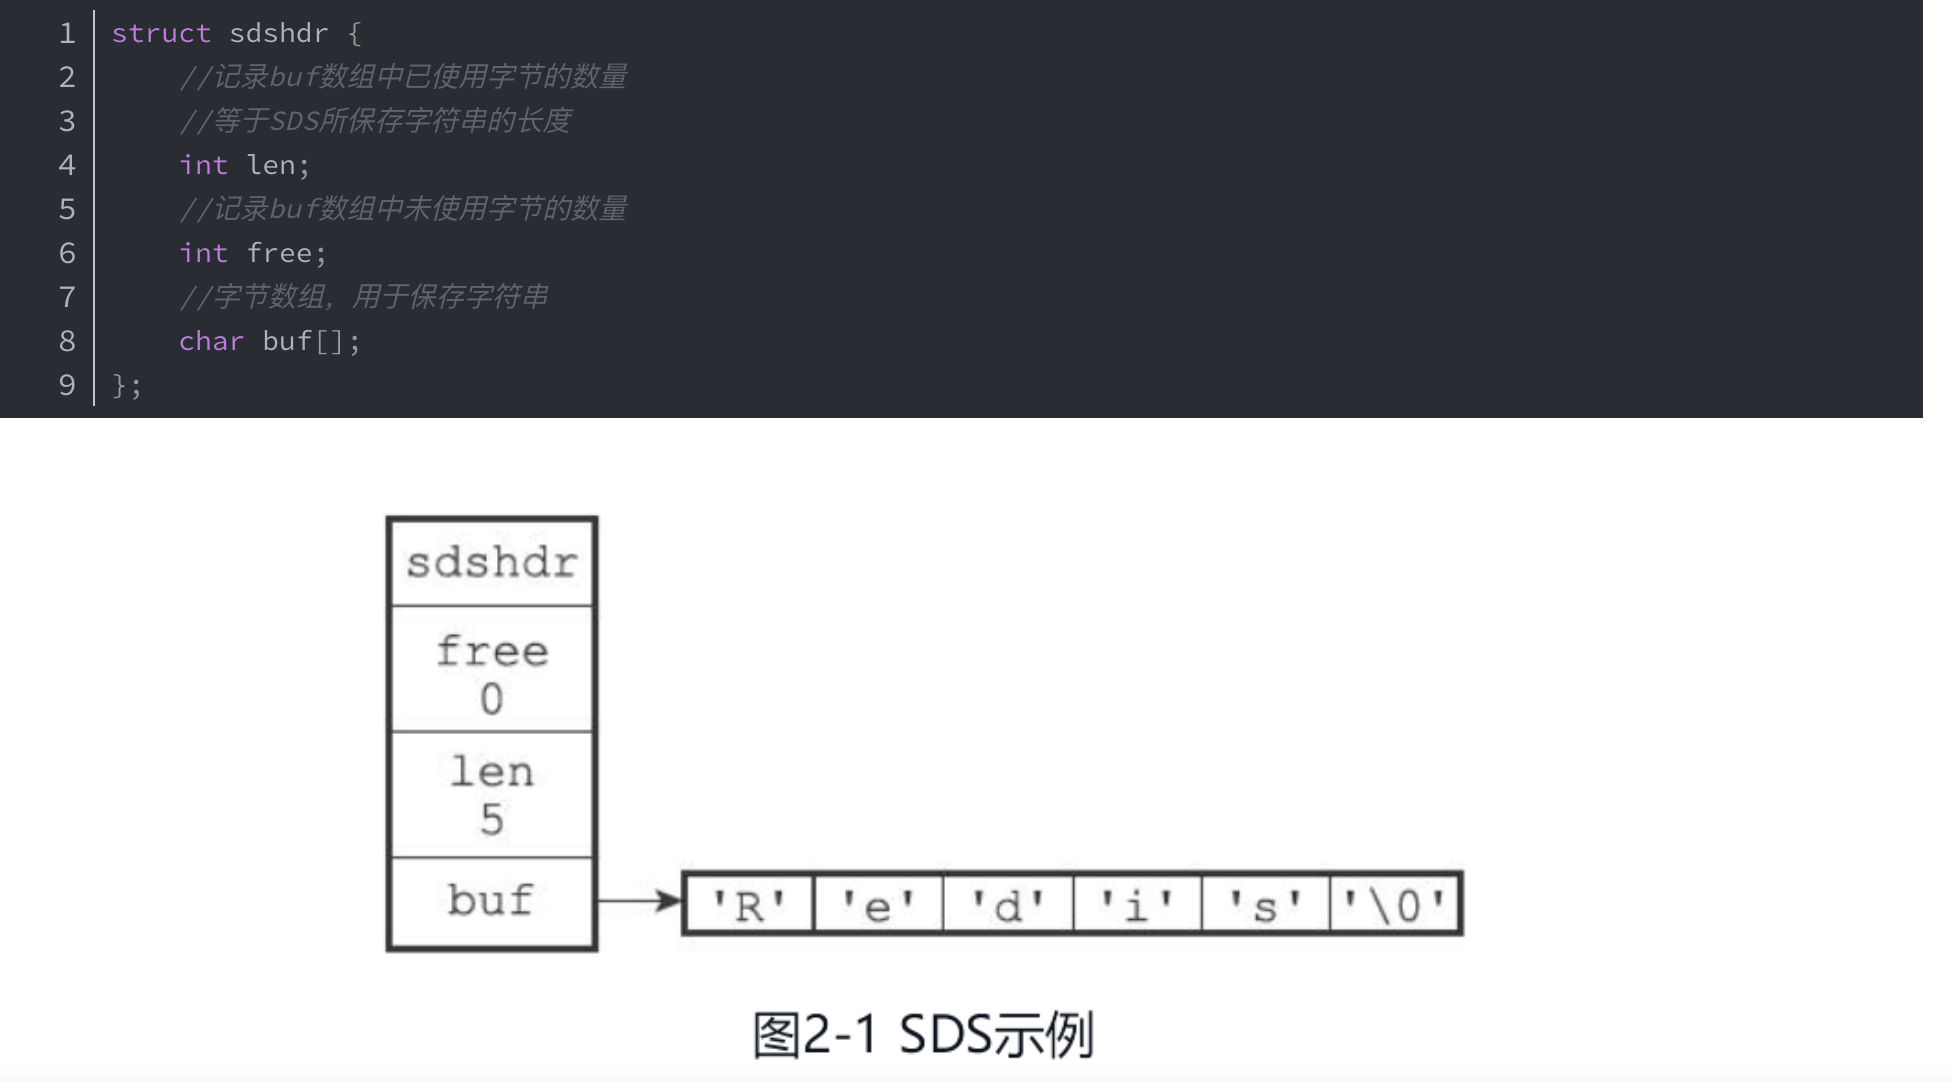 1 struct sdshdr {
2 //记录buf数组中已使用字节的数量
3 //等于SDS所保存字符串的长度
4 int len;
5 //记录buf数组中未使用字节的数量
6 int free;
7 //字节数组，用于保存字符串
8 char buf[];
9 };
sdshdr
free
0
len
5
buf
'R' 'e' 'd' 'i' 's' '\0'
图2-1 SDS示例